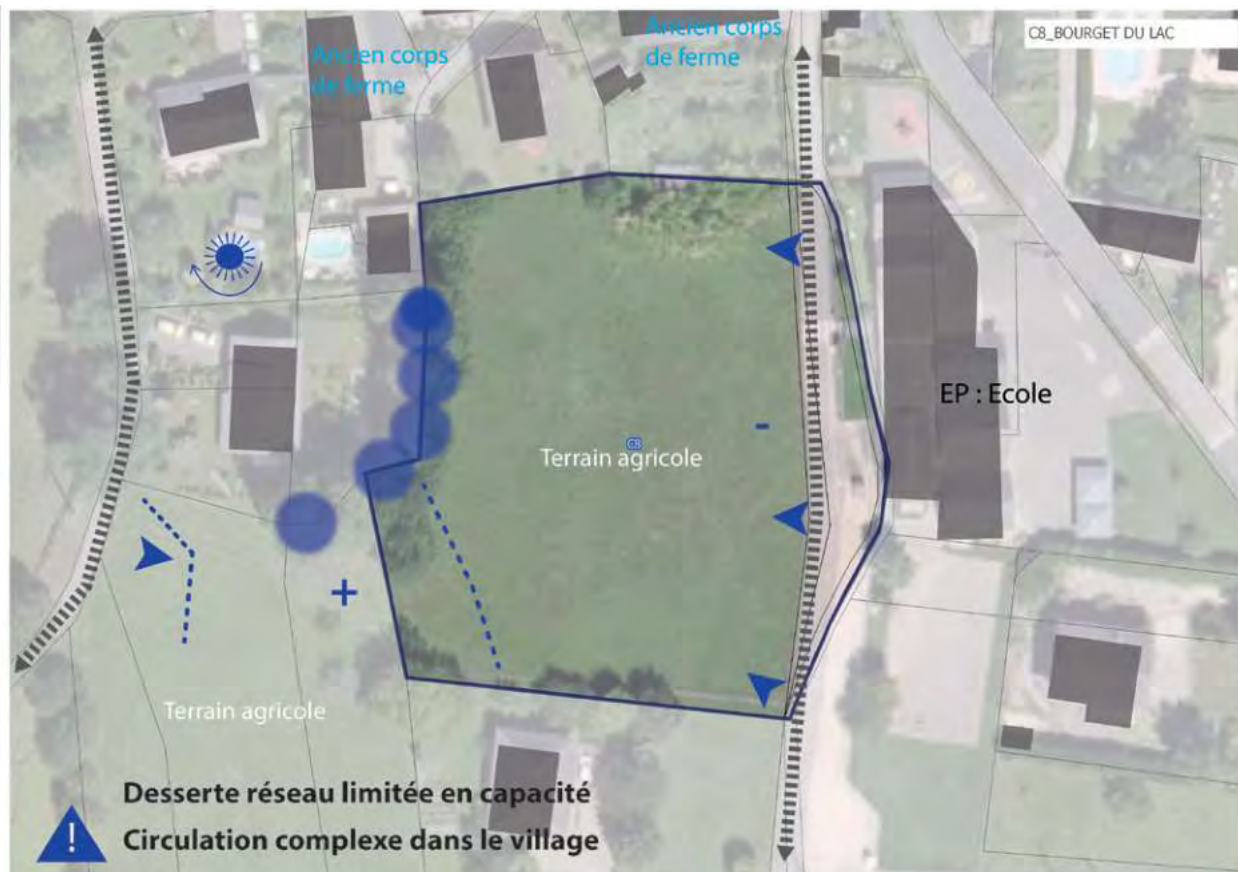 C8_BOURGET DU LAC
Ancien corps
de ferme
Ancien corps
de ferme
EP : Ecole
-
C8
Terrain agricole
+
Terrain agricole
!
Desserte réseau limitée en capacité
Circulation complexe dans le village